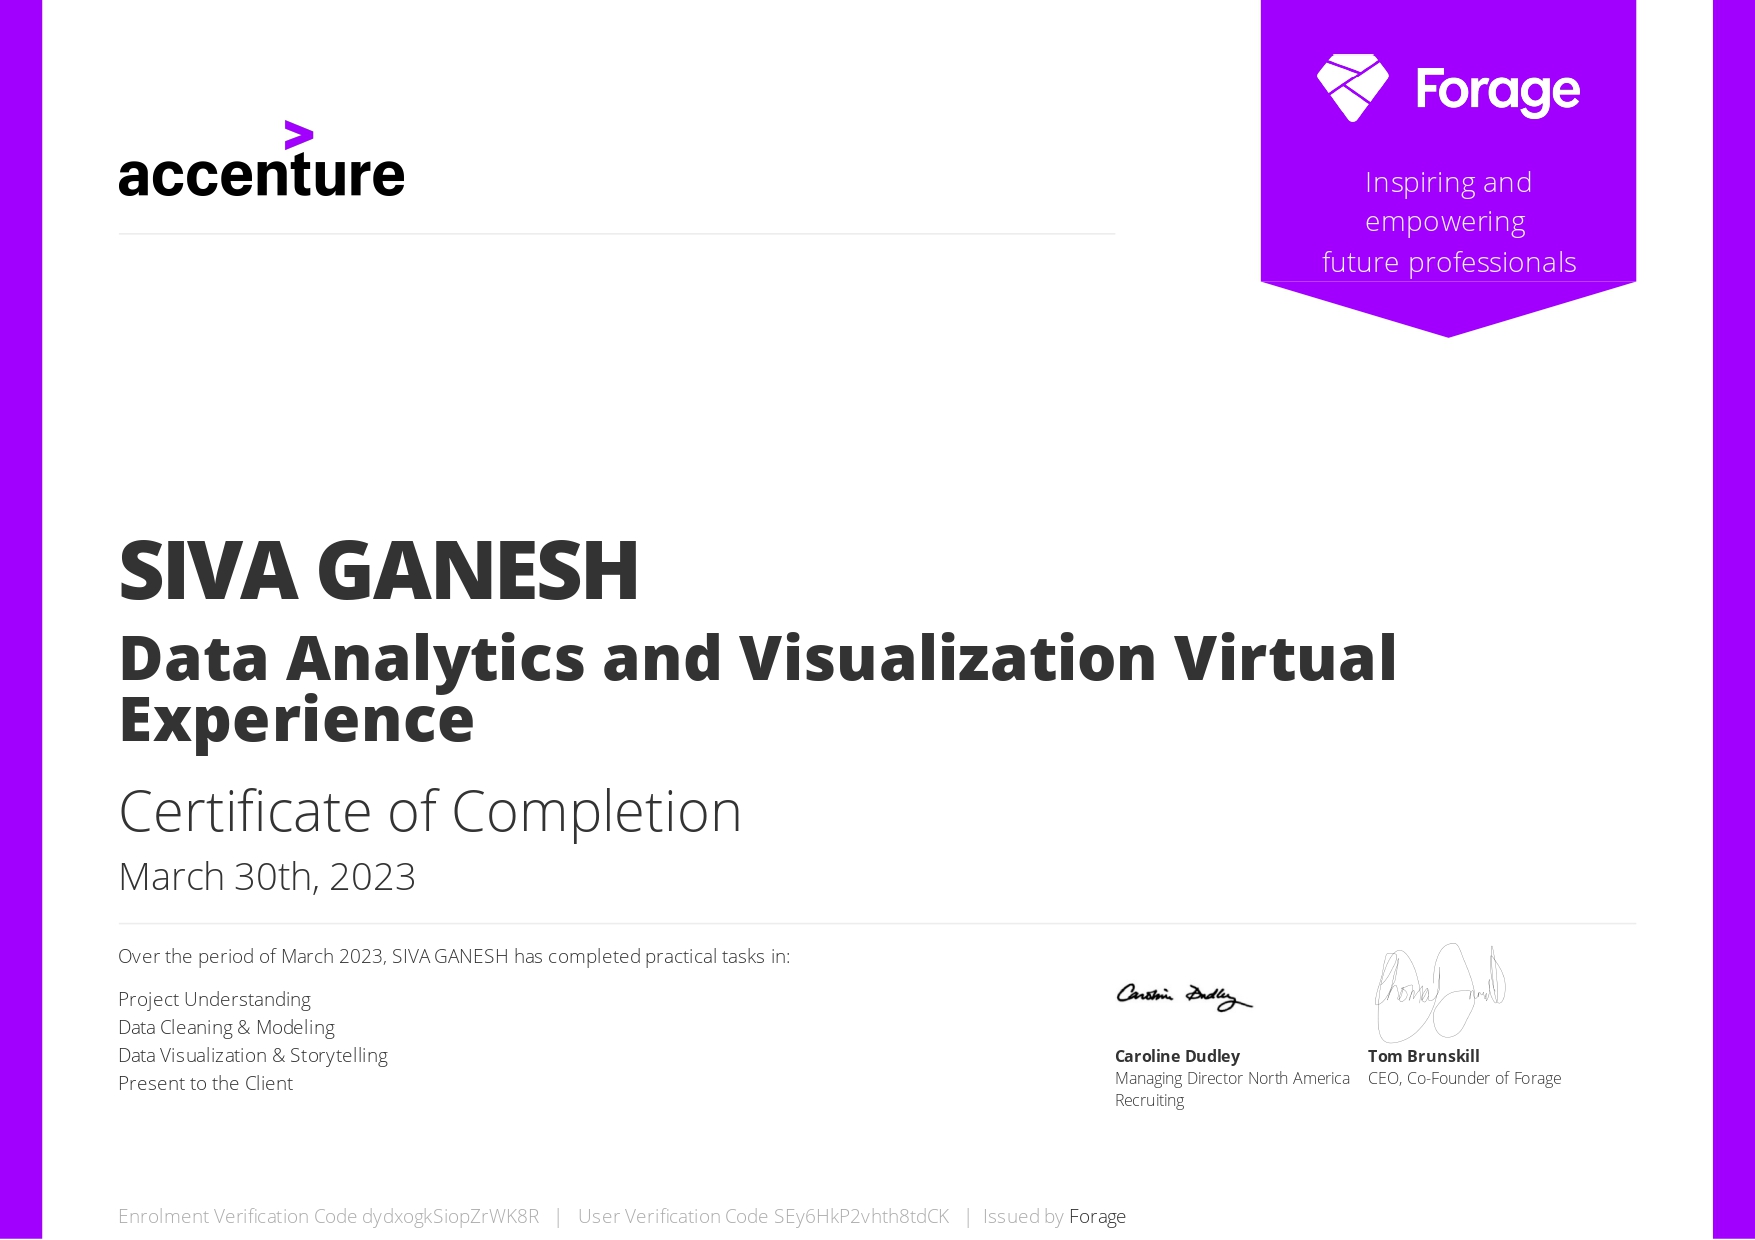 accenture
>
Forage
Inspiring and
empowering
future professionals
SIVA GANESH
Data Analytics and Visualization Virtual
Experience
Certificate of Completion
March 30th, 2023
Over the period of March 2023, SIVA GANESH has completed practical tasks in:
Project Understanding
Data Cleaning & Modeling
Data Visualization & Storytelling
Present to the Client
Caroline Dudley
Caroline Dudley
Managing Director North America
Recruiting
Tom Brunskill
CEO, Co-Founder of Forage
Enrolment Verification Code dydxogkSiopZrWK8R | User Verification Code SEy6HkP2vhth8tdCK | Issued by Forage